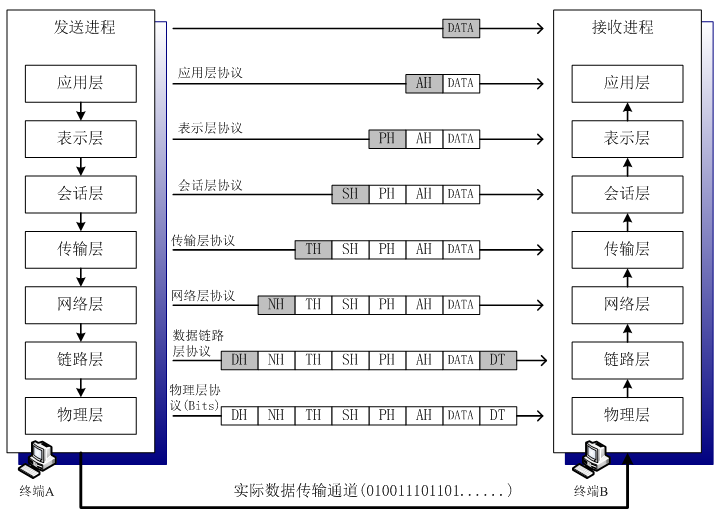 发送进程 DATA 接收进程
应用层 应用层协议 AH DATA 应用层
表示层 表示层协议 PH AH DATA 表示层
会话层 会话层协议 SH PH AH DATA 会话层
传输层 传输层协议 TH SH PH AH DATA 传输层
网络层 网络层协议 NH TH SH PH AH DATA 网络层
数据链路
链路层 层协议 DH NH TH SH PH AH DATA DT 链路层
物理层协
物理层 议(Bits) DH NH TH SH PH AH DATA DT 物理层
终端A 实际数据传输通道(010011101101......) 终端B